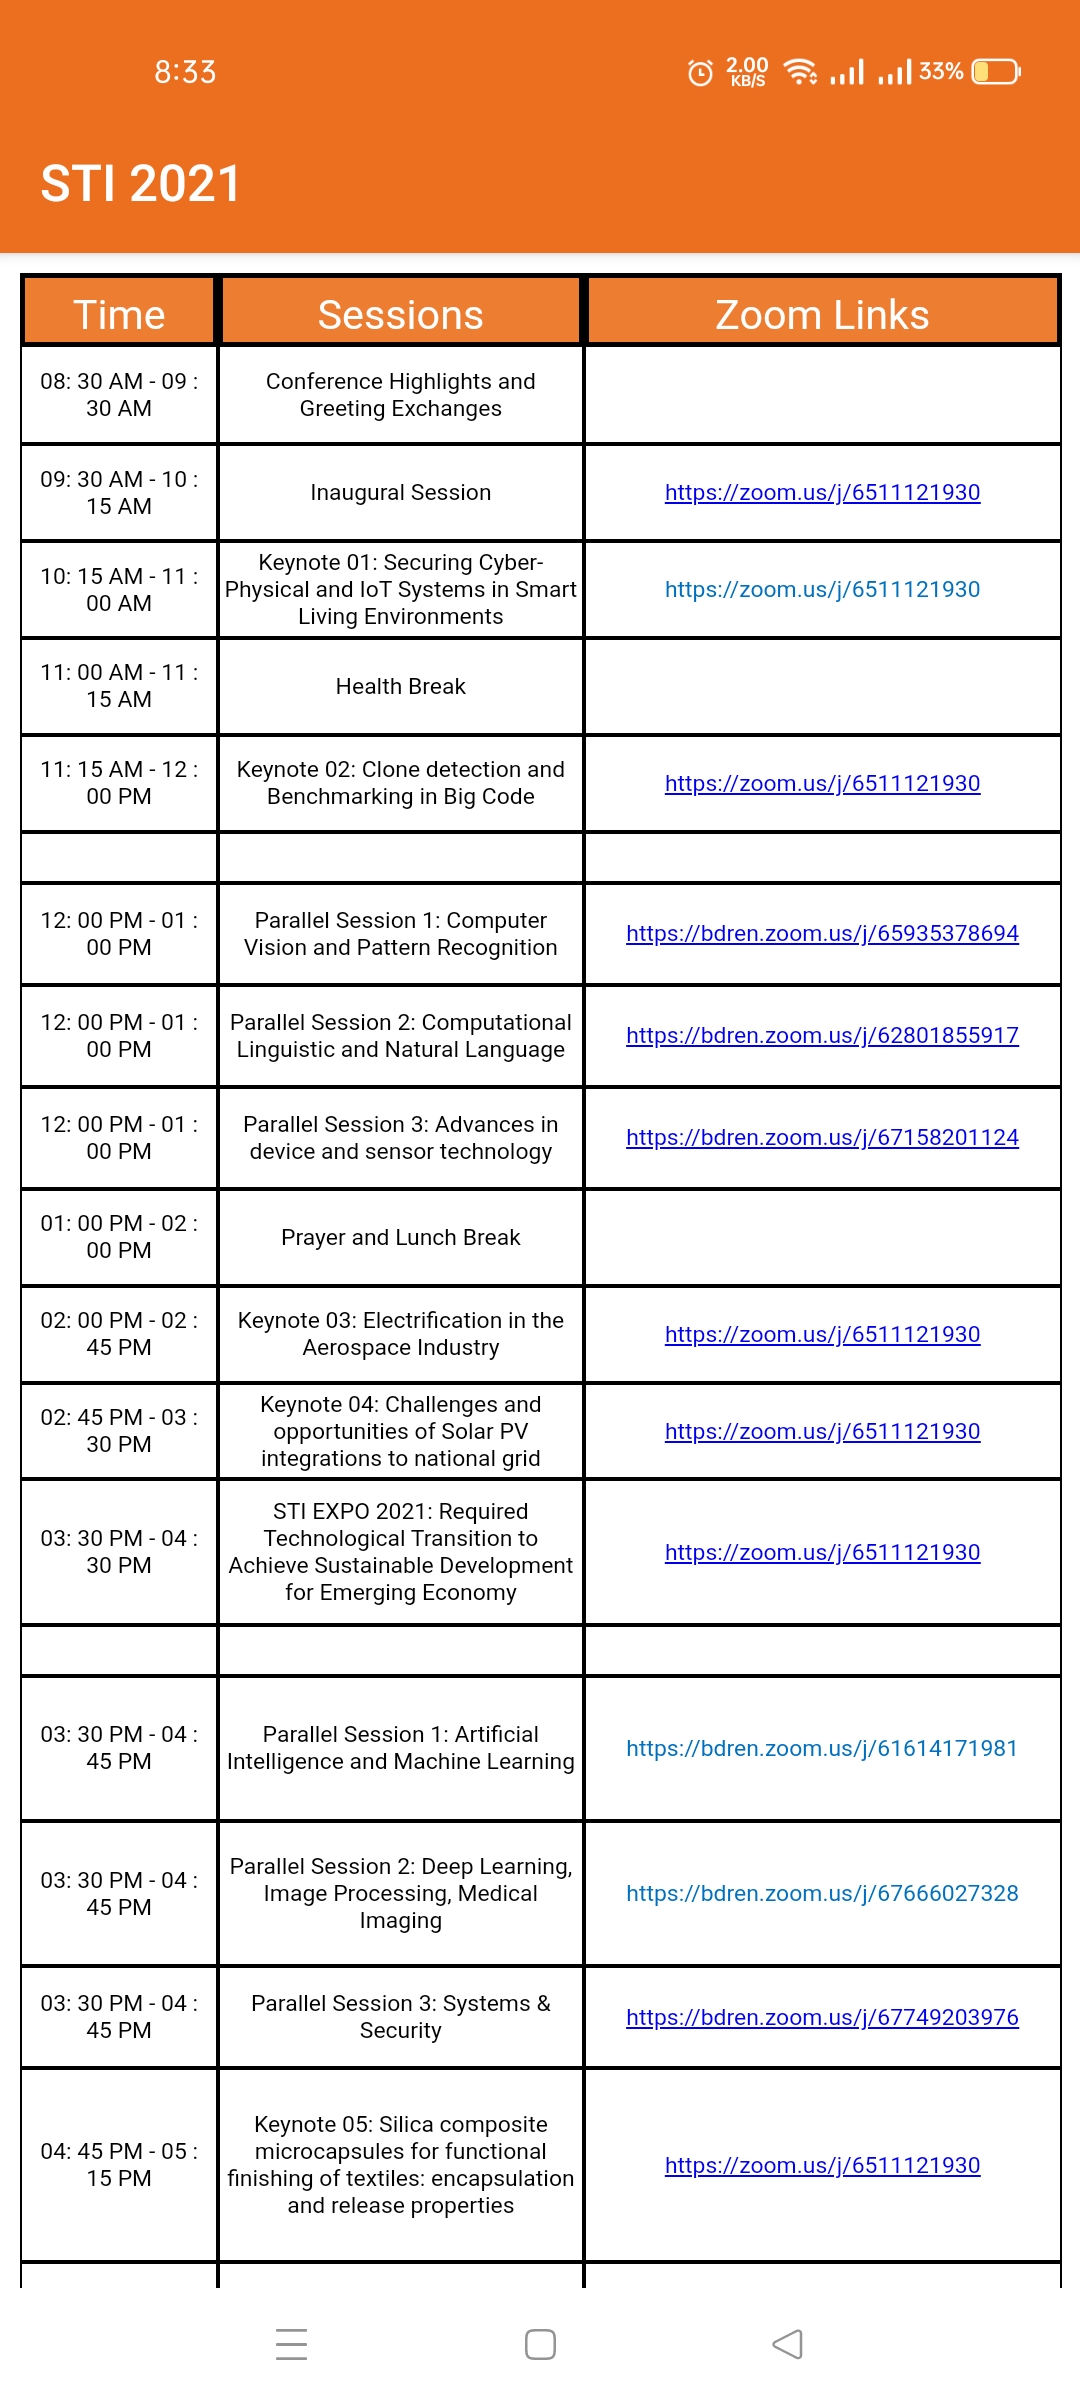 8:33
2.00
KB/S
33%
STI 2021
Time
Sessions
Zoom Links
08: 30 AM - 09 :
30 AM
Conference Highlights and
Greeting Exchanges
09: 30 AM - 10 :
15 AM
Inaugural Session
https://zoom.us/j/6511121930
10: 15 AM - 11 :
00 AM
Keynote 01: Securing Cyber-
Physical and IoT Systems in Smart
Living Environments
https://zoom.us/j/6511121930
11: 00 AM - 11 :
15 AM
Health Break
11: 15 AM - 12 :
00 PM
Keynote 02: Clone detection and
Benchmarking in Big Code
https://zoom.us/j/6511121930
12: 00 PM - 01 :
00 PM
Parallel Session 1: Computer
Vision and Pattern Recognition
https://bdren.zoom.us/j/65935378694
12: 00 PM - 01 :
00 PM
Parallel Session 2: Computational
Linguistic and Natural Language
https://bdren.zoom.us/j/62801855917
12: 00 PM - 01 :
00 PM
Parallel Session 3: Advances in
device and sensor technology
https://bdren.zoom.us/j/67158201124
01: 00 PM - 02 :
00 PM
Prayer and Lunch Break
02: 00 PM - 02 :
45 PM
Keynote 03: Electrification in the
Aerospace Industry
https://zoom.us/j/6511121930
02: 45 PM - 03 :
30 PM
Keynote 04: Challenges and
opportunities of Solar PV
integrations to national grid
https://zoom.us/j/6511121930
03: 30 PM - 04 :
30 PM
STI EXPO 2021: Required
Technological Transition to
Achieve Sustainable Development
for Emerging Economy
https://zoom.us/j/6511121930
03: 30 PM - 04 :
45 PM
Parallel Session 1: Artificial
Intelligence and Machine Learning
https://bdren.zoom.us/j/61614171981
03: 30 PM - 04 :
45 PM
Parallel Session 2: Deep Learning,
Image Processing, Medical
Imaging
https://bdren.zoom.us/j/67666027328
03: 30 PM - 04 :
45 PM
Parallel Session 3: Systems &
Security
https://bdren.zoom.us/j/67749203976
04: 45 PM - 05 :
15 PM
Keynote 05: Silica composite
microcapsules for functional
finishing of textiles: encapsulation
and release properties
https://zoom.us/j/6511121930